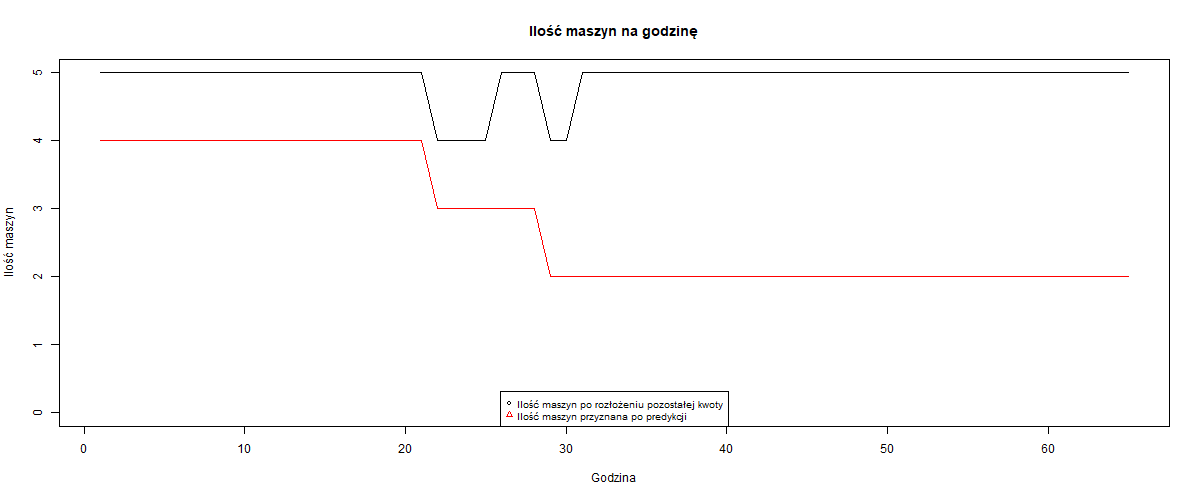 Ilość maszyn na godzinę
Ilość maszyn
5
4
3
2
1
0
Ilość maszyn po rozłożeniu pozostałej kwoty
Ilość maszyn przyznana po predykcji
0 10 20 30 40 50 60
Godzina